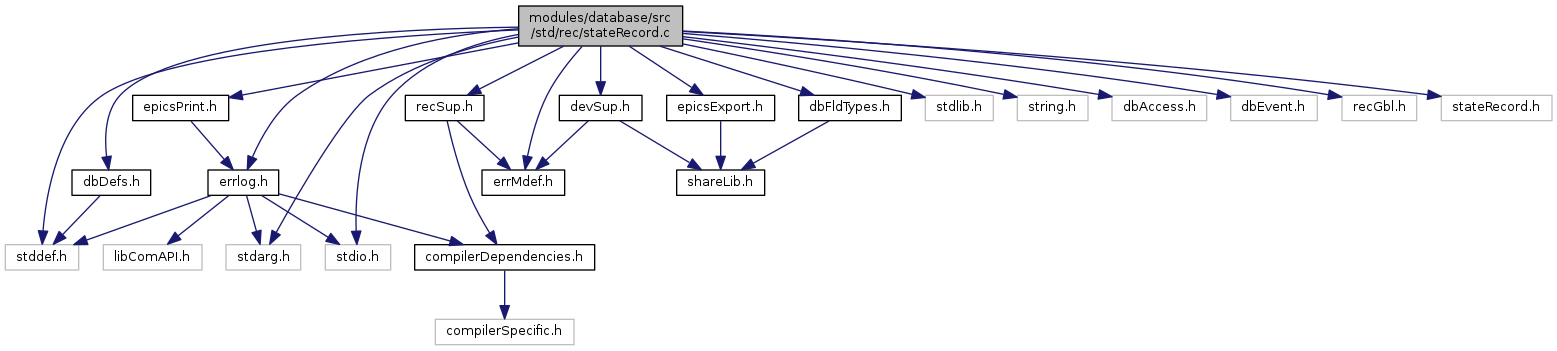 modules/database/src
/std/rec/stateRecord.c
epicsPrint.h
recSup.h
devSup.h
epicsExport.h
dbFldTypes.h
stdlib.h
string.h
dbAccess.h
dbEvent.h
recGbl.h
stateRecord.h
dbDefs.h
errlog.h
errMdef.h
shareLib.h
stddef.h
libComAPI.h
stdarg.h
stdio.h
compilerDependencies.h
compilerSpecific.h